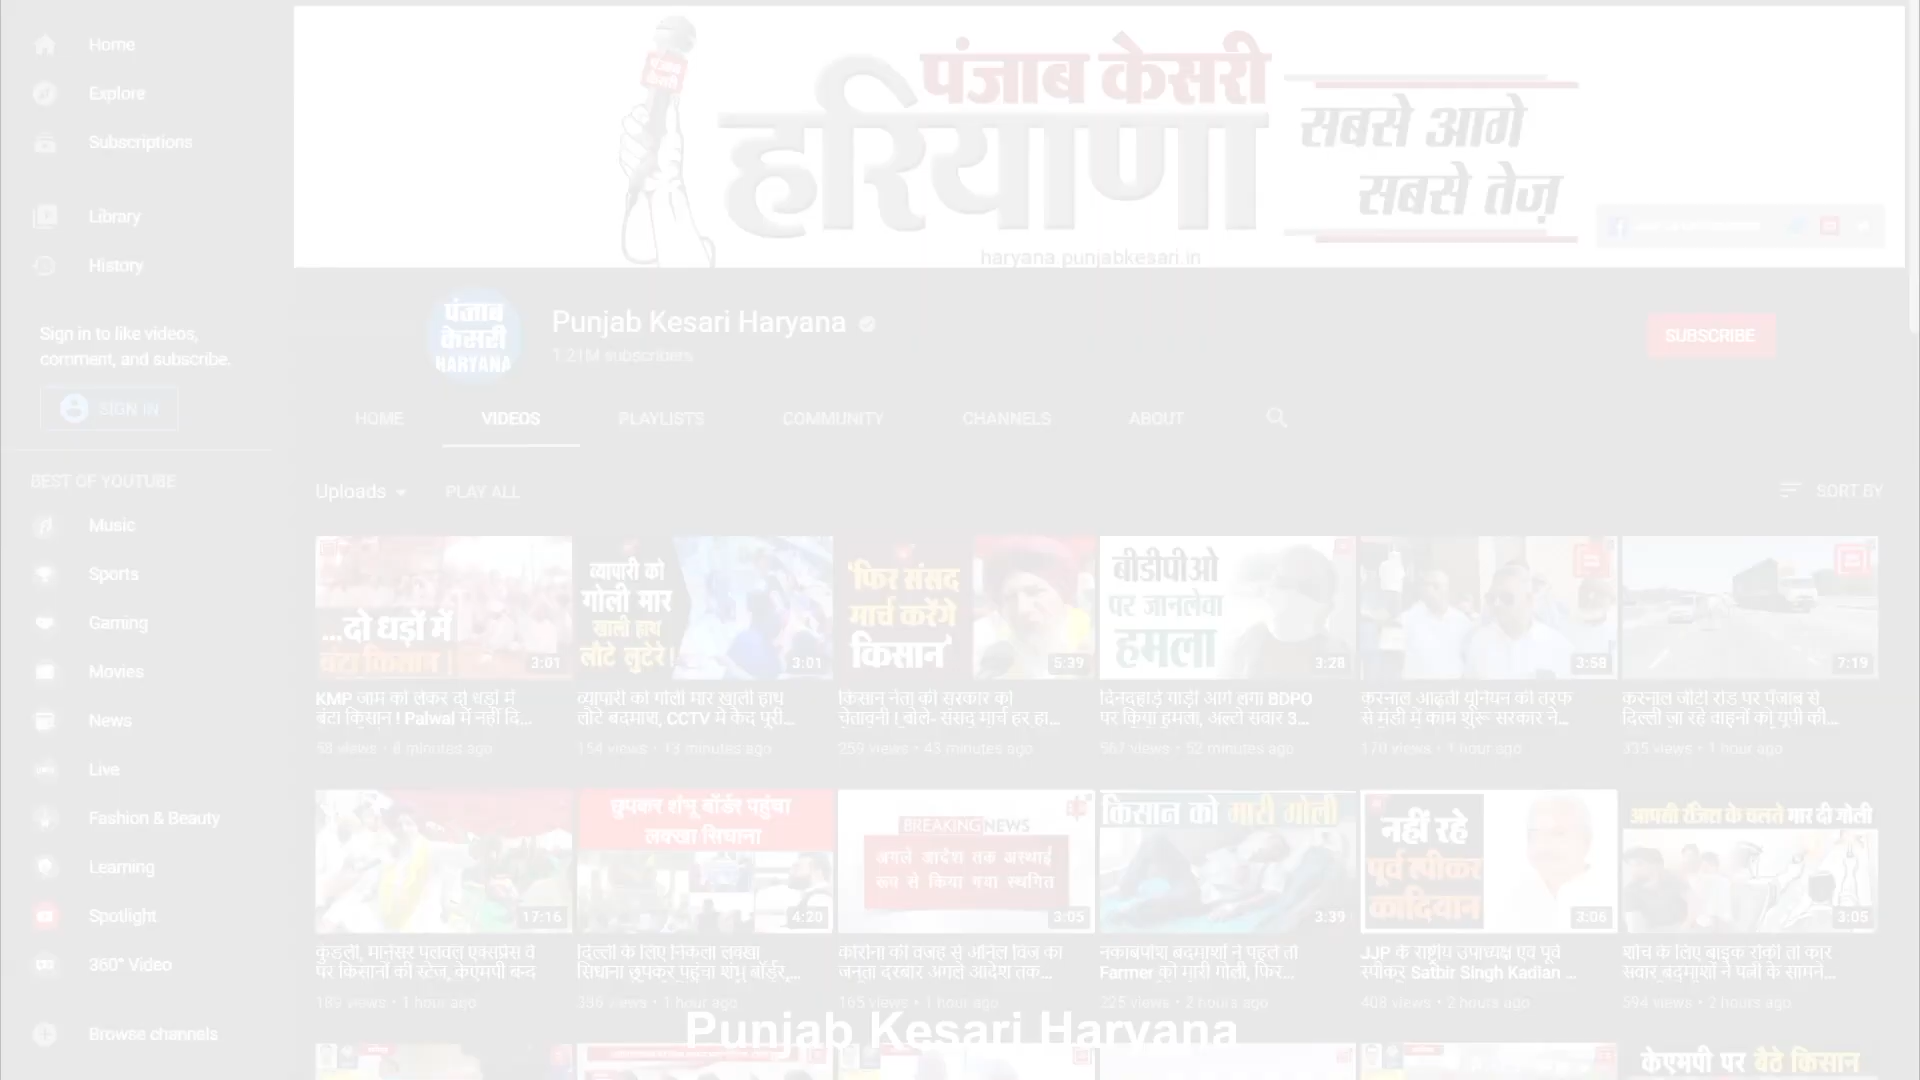 Home
Explore
Subscriptions
Library
History
Sign in to like videos,
comment, and subscribe.
SIGN IN
BEST OF YOUTUBE
Music
Sports
Gaming
Movies
News
Live
Fashion & Beauty
Learning
Spotlight
360° Video
Browse channels
पंजाब केसरी
हरियाणा
सबसे आगे
सबसे तेज़
haryana.punjabkesari.in
पंजाब
केसरी
HARYANA
Punjab Kesari Haryana
1.21M subscribers
SUBSCRIBE
HOME VIDEOS PLAYLISTS COMMUNITY CHANNELS ABOUT
Uploads PLAY ALL SORT BY
...दो धड़ों में
बंटा किसान !
3:01
व्यापारी को
गोली मार
खाली हाथ
लौटे लुटेरे !
3:01
'फिर संसद
मार्च करेंगे
किसान'
5:39
बीडीपीओ
पर जानलेवा
हमला
3:28
3:58
7:19
KMP जाम को लेकर दो धड़ों में
बंटा किसान ! Palwal में नहीं दि...
58 views • 8 minutes ago
व्यापारी को गोली मार खाली हाथ
लौटे बदमाश, CCTV में कैद पूरी...
154 views • 13 minutes ago
किसान नेता की सरकार को
चेतावनी ! बोले- संसद मार्च हर हा...
259 views • 43 minutes ago
दिनदहाड़े गाड़ी आगे लगा BDPO
पर किया हमला, अल्टो सवार 3...
567 views • 52 minutes ago
करनाल आढ़ती यूनियन की तरफ
से मंडी में काम शुरू सरकार ने...
170 views • 1 hour ago
करनाल जीटी रोड पर पंजाब से
दिल्ली जा रहे वाहनों को यूपी की...
335 views • 1 hour ago
17:16
छुपकर शंभू बॉर्डर पहुंचा
लक्खा सिधाना
4:20
BREAKING NEWS
अगले आदेश तक अस्थाई
रूप से किया गया स्थगित
3:05
किसान को मारी गोली
3:39
नहीं रहे
पूर्व स्पीकर
कादियान
3:06
आपसी रंजिश के चलते मार दी गोली
3:05
कुंडली, मानेसर पलवल एक्सप्रेस वे
पर किसानों की स्टेज, केएमपी बन्द
189 views • 1 hour ago
दिल्ली के लिए निकला लक्खा
सिधाना छुपकर पहुंचा शंभू बॉर्डर,...
336 views • 1 hour ago
कोरोना की वजह से अनिल विज का
जनता दरबार अगले आदेश तक...
165 views • 1 hour ago
नकाबपोश बदमाशों ने पहले तो
Farmer को मारी गोली, फिर...
225 views • 2 hours ago
JJP के राष्ट्रीय उपाध्यक्ष एवं पूर्व
स्पीकर Satbir Singh Kadian ...
408 views • 2 hours ago
शौच के लिए बाइक रोकी तो कार
सवार बदमाशों ने पत्नी के सामने...
594 views • 2 hours ago
Punjab Kesari Haryana
केएमपी पर बैठे किसान